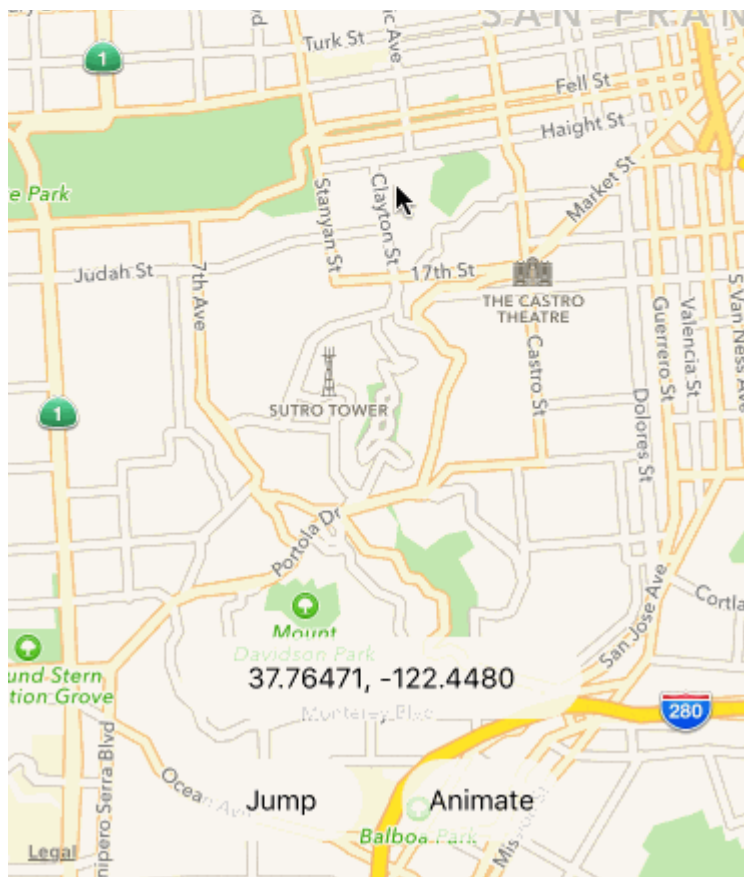 SAN FRAN
1
Turk St
Fell St
Haight St
Market St
e Park
Stanyan St
Clayton St
Judah St
7th Ave
17th St
THE CASTRO
THEATRE
S Van Ness Ave
Valencia St
Guerrero St
Castro St
Dolores St
SUTRO TOWER
1
Portola Dr
San Jose Ave
Cortla
Mount
Davidson Park
und Stern
tion Grove
37.76471, -122.4480
Monterey Blvd
280
nipero Serra Blvd
Ocean Ave
Jump
Animate
Balboa Park
Legal